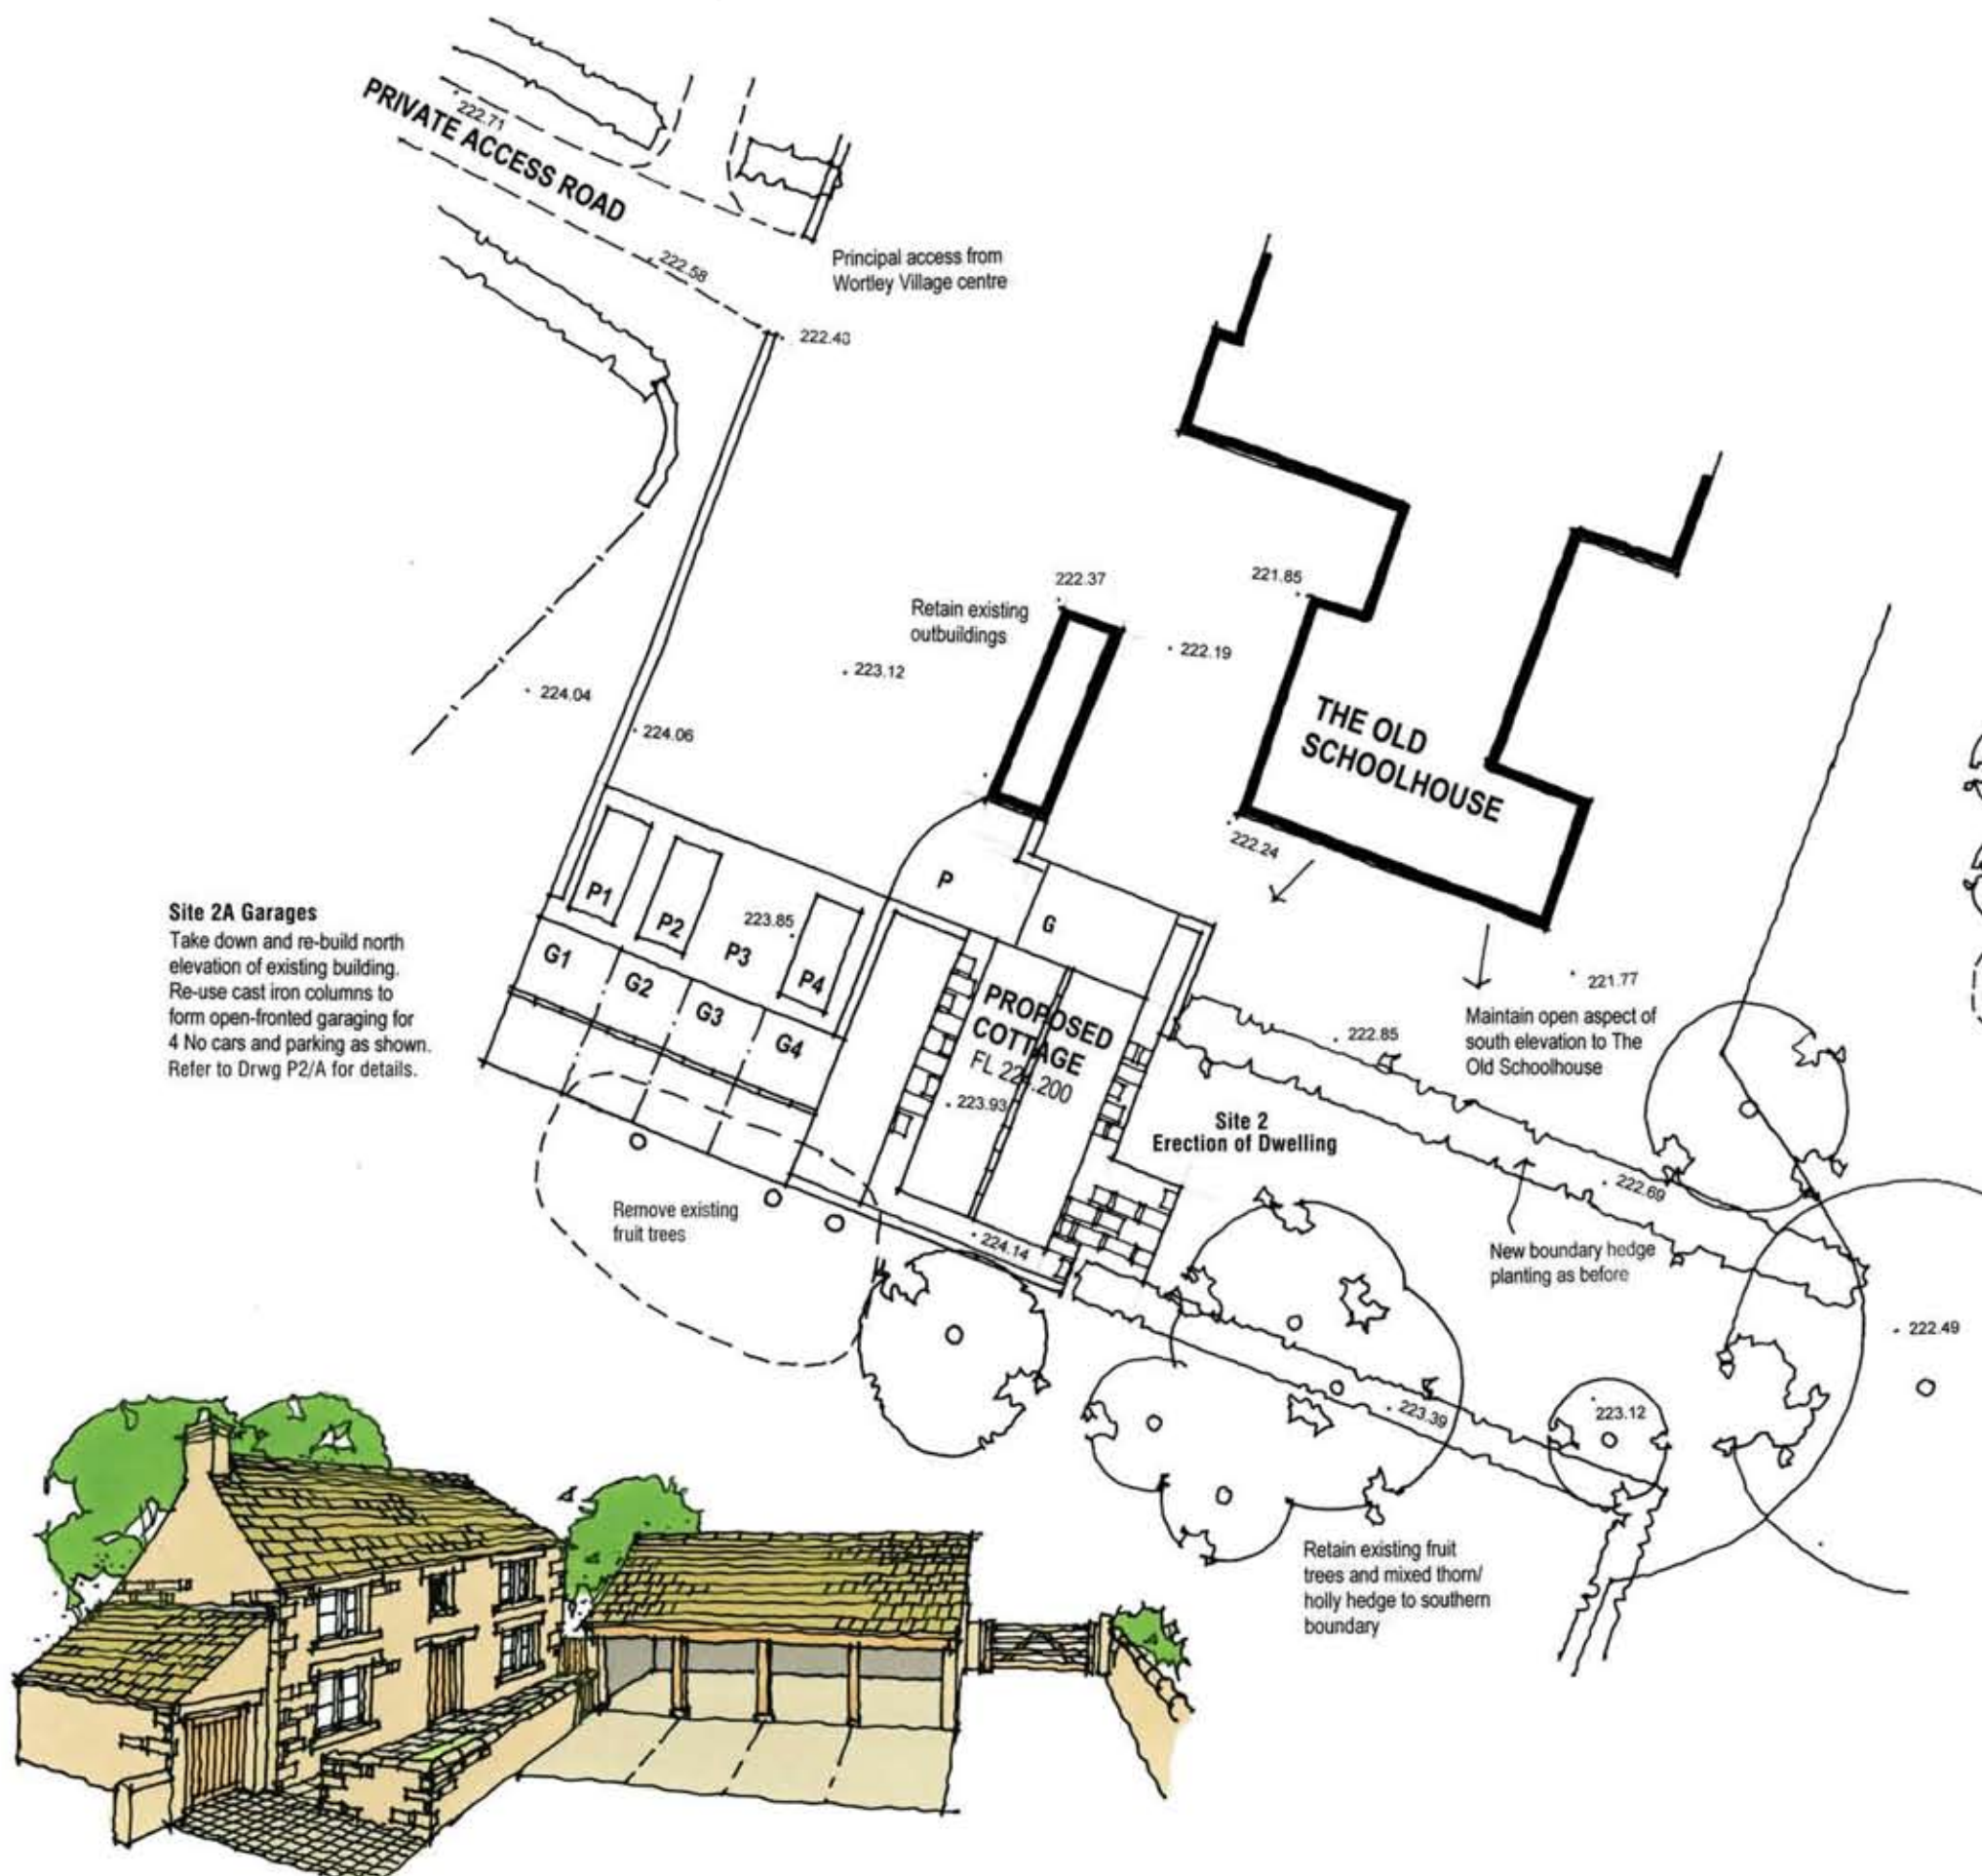 222.71
PRIVATE ACCESS ROAD
222.58
Principal access from
Wortley Village centre
222.43
222.37
221.85
Retain existing
outbuildings
222.19
223.12
224.04
224.06
THE OLD
SCHOOLHOUSE
222.24
Site 2A Garages
Take down and re-build north
elevation of existing building.
Re-use cast iron columns to
form open-fronted garaging for
4 No cars and parking as shown.
Refer to Drwg P2/A for details.
P1
P2
223.85
P3
P4
G1
G2
G3
G4
P
G
PROPOSED
COTTAGE
FL 224.200
223.93
221.77
Maintain open aspect of
south elevation to The
Old Schoolhouse
222.85
Site 2
Erection of Dwelling
222.69
Remove existing
fruit trees
224.14
New boundary hedge
planting as before
222.49
223.39
223.12
Retain existing fruit
trees and mixed thorn/
holly hedge to southern
boundary